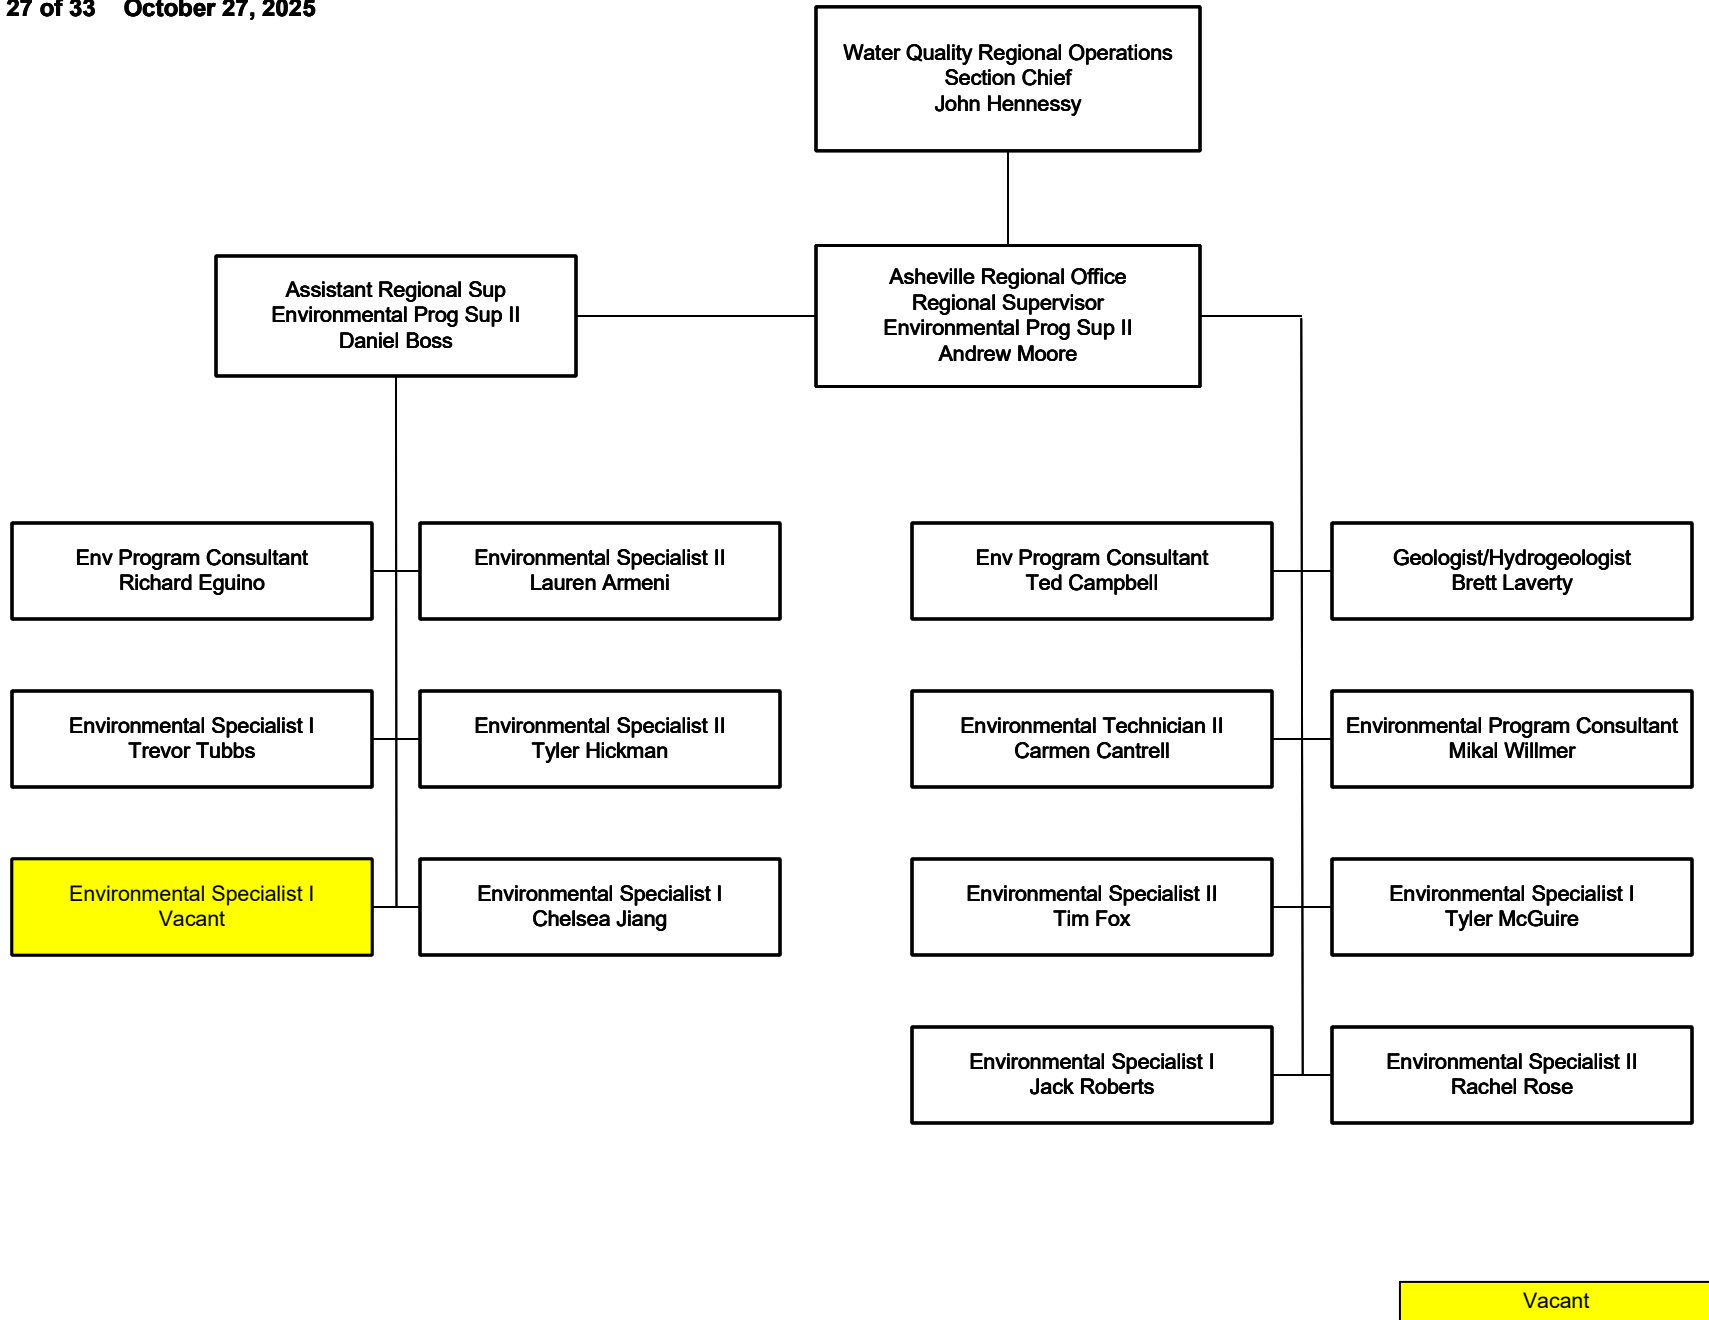 27 of 33 October 27, 2025
Water Quality Regional Operations
Section Chief
John Hennessy
Assistant Regional Sup
Environmental Prog Sup II
Daniel Boss
Asheville Regional Office
Regional Supervisor
Environmental Prog Sup II
Andrew Moore
Env Program Consultant
Richard Eguino
Environmental Specialist II
Lauren Armeni
Env Program Consultant
Ted Campbell
Geologist/Hydrogeologist
Brett Laverty
Environmental Specialist I
Trevor Tubbs
Environmental Specialist II
Tyler Hickman
Environmental Technician II
Carmen Cantrell
Environmental Program Consultant
Mikal Willmer
Environmental Specialist I
Vacant
Environmental Specialist I
Chelsea Jiang
Environmental Specialist II
Tim Fox
Environmental Specialist I
Tyler McGuire
Environmental Specialist I
Jack Roberts
Environmental Specialist II
Rachel Rose
Vacant